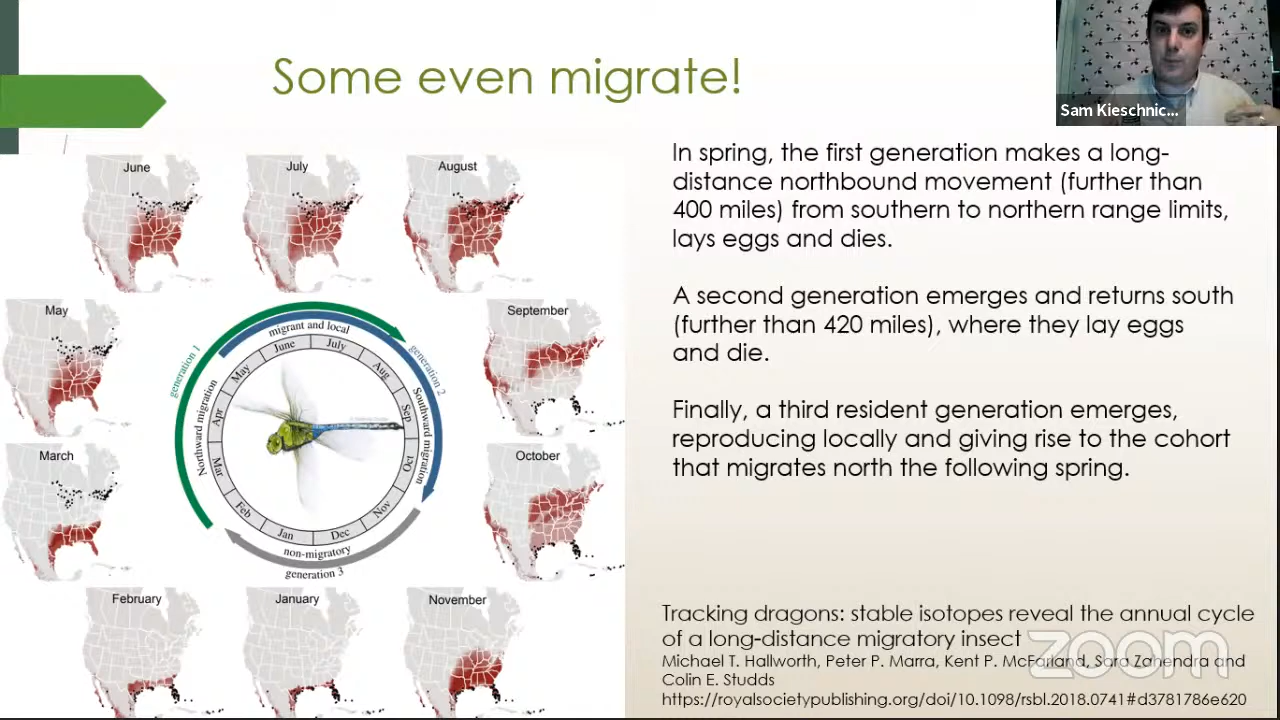 Some even migrate!
Sam Kieschnic...
June
July
August
May
September
March
October
February
January
November
migrant and local
generation 1
generation 2
Northward migration
Southward migration
June
July
Aug
Sep
Oct
Nov
Dec
Jan
Feb
Mar
Apr
May
non-migratory
generation 3
In spring, the first generation makes a long-
distance northbound movement (further than
400 miles) from southern to northern range limits,
lays eggs and dies.
A second generation emerges and returns south
(further than 420 miles), where they lay eggs
and die.
Finally, a third resident generation emerges,
reproducing locally and giving rise to the cohort
that migrates north the following spring.
Tracking dragons: stable isotopes reveal the annual cycle
of a long-distance migratory insect
Michael T. Hallworth, Peter P. Marra, Kent P. McFarland, Sara Zahendra and
Colin E. Studds
https://royalsocietypublishing.org/doi/10.1098/rsbl.2018.0741#d3781786e620
zoom